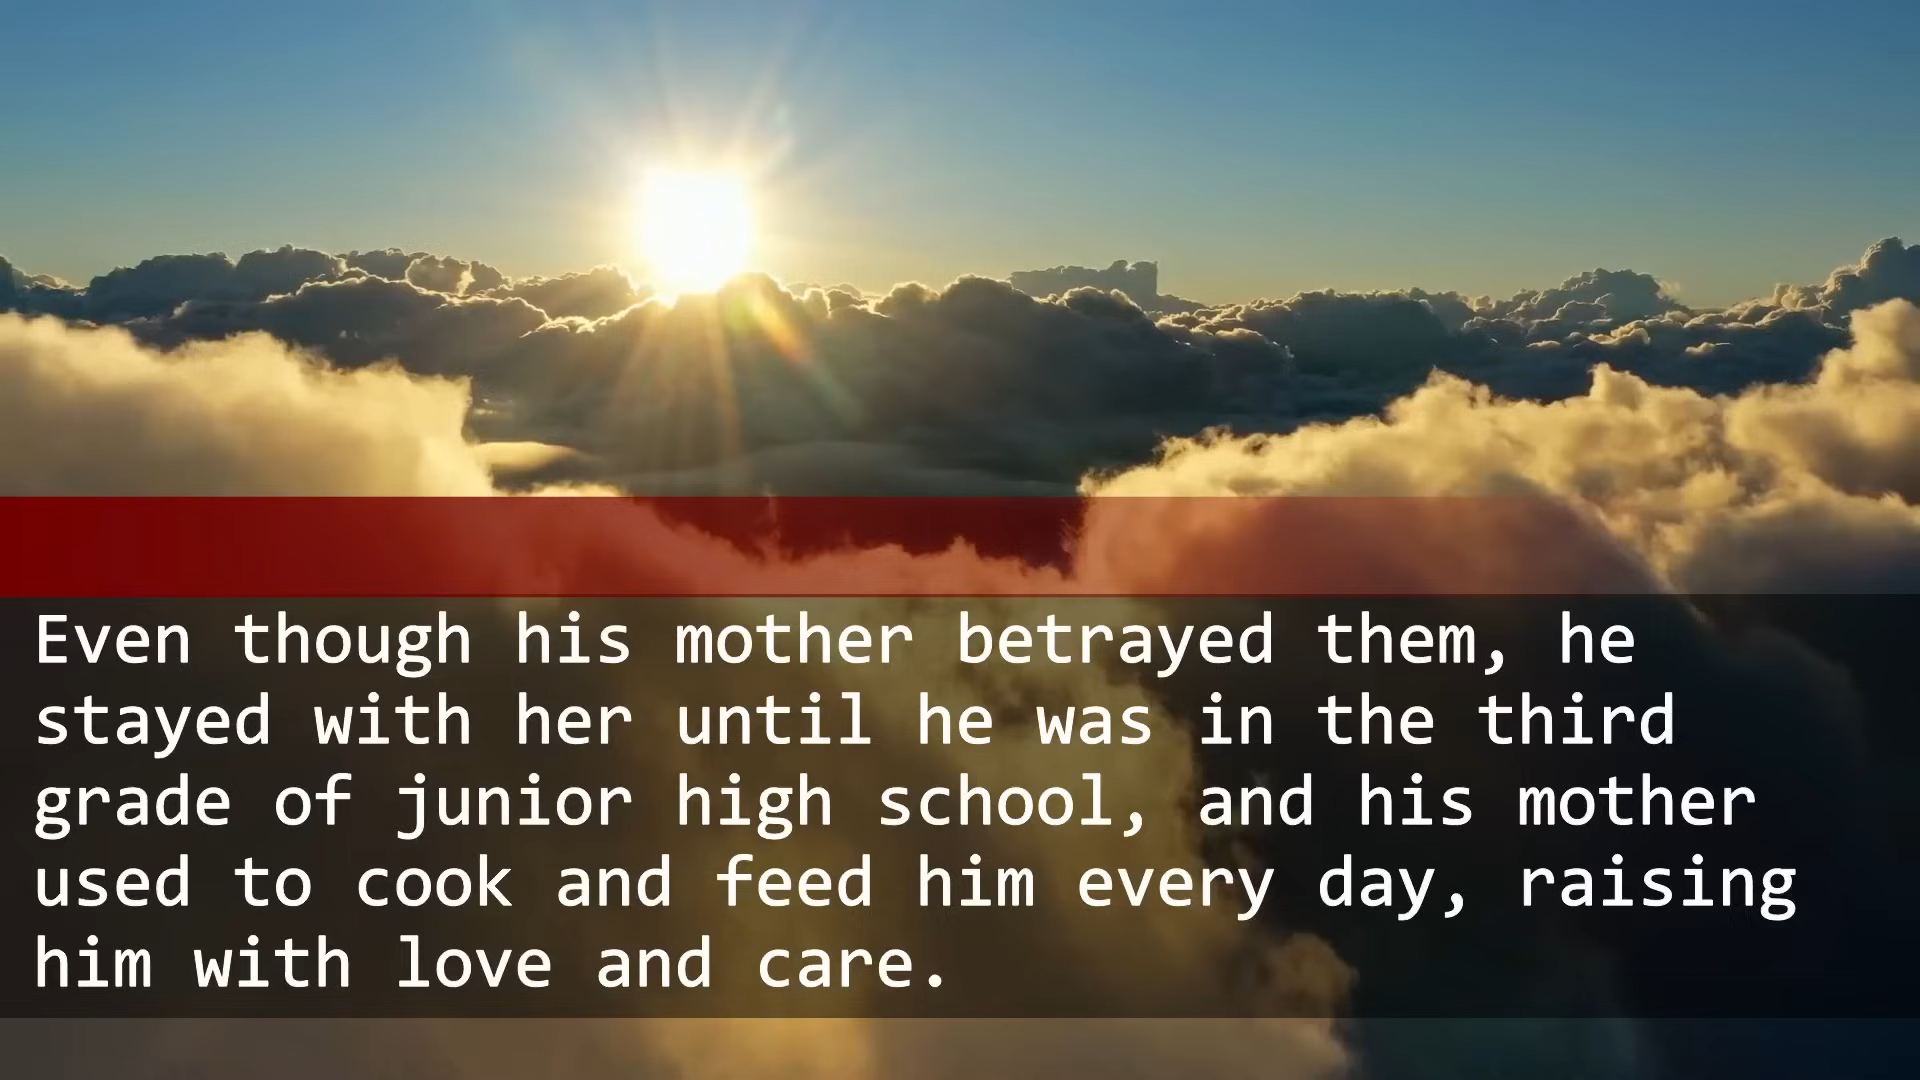 Even though his mother betrayed them, he
stayed with her until he was in the third
grade of junior high school, and his mother
used to cook and feed him every day, raising
him with love and care.